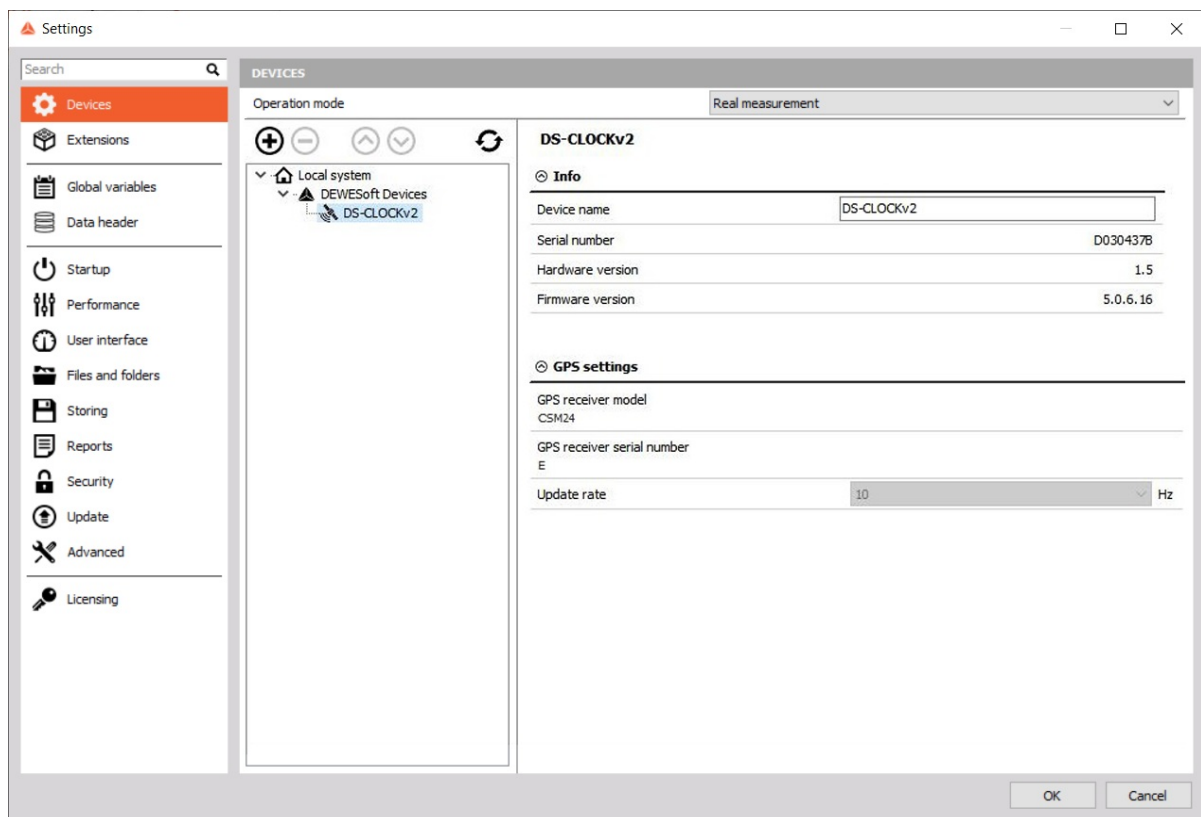 Settings
Search
Devices
Extensions
Global variables
Data header
Startup
Performance
User interface
Files and folders
Storing
Reports
Security
Update
Advanced
Licensing
DEVICES
Operation mode
Real measurement
Local system
DEWESoft Devices
DS-CLOCKv2
DS-CLOCKv2
Info
Device name
DS-CLOCKv2
Serial number
D030437B
Hardware version
1.5
Firmware version
5.0.6.16
GPS settings
GPS receiver model
CSM24
GPS receiver serial number
E
Update rate
10
Hz
OK
Cancel